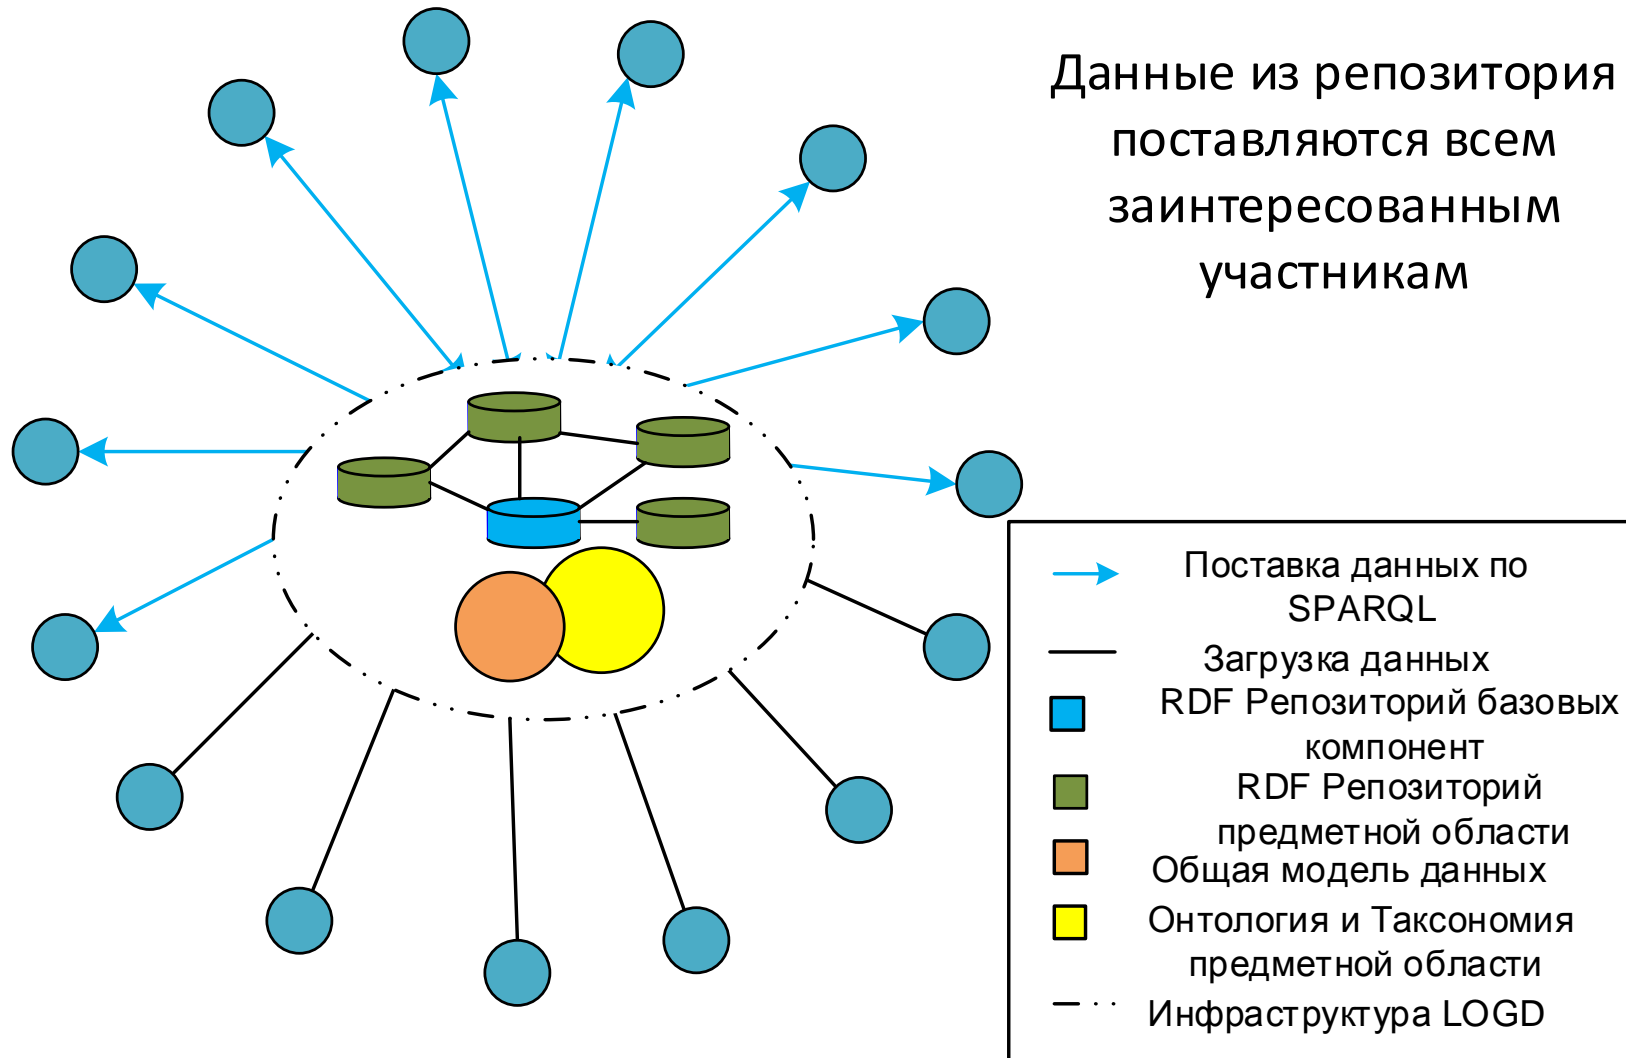 Данные из репозитория
поставляются всем
заинтересованным
участникам
Поставка данных по
SPARQL
Загрузка данных
RDF Репозиторий базовых
компонент
RDF Репозиторий
предметной области
Общая модель данных
Онтология и Таксономия
предметной области
Инфраструктура LOGD